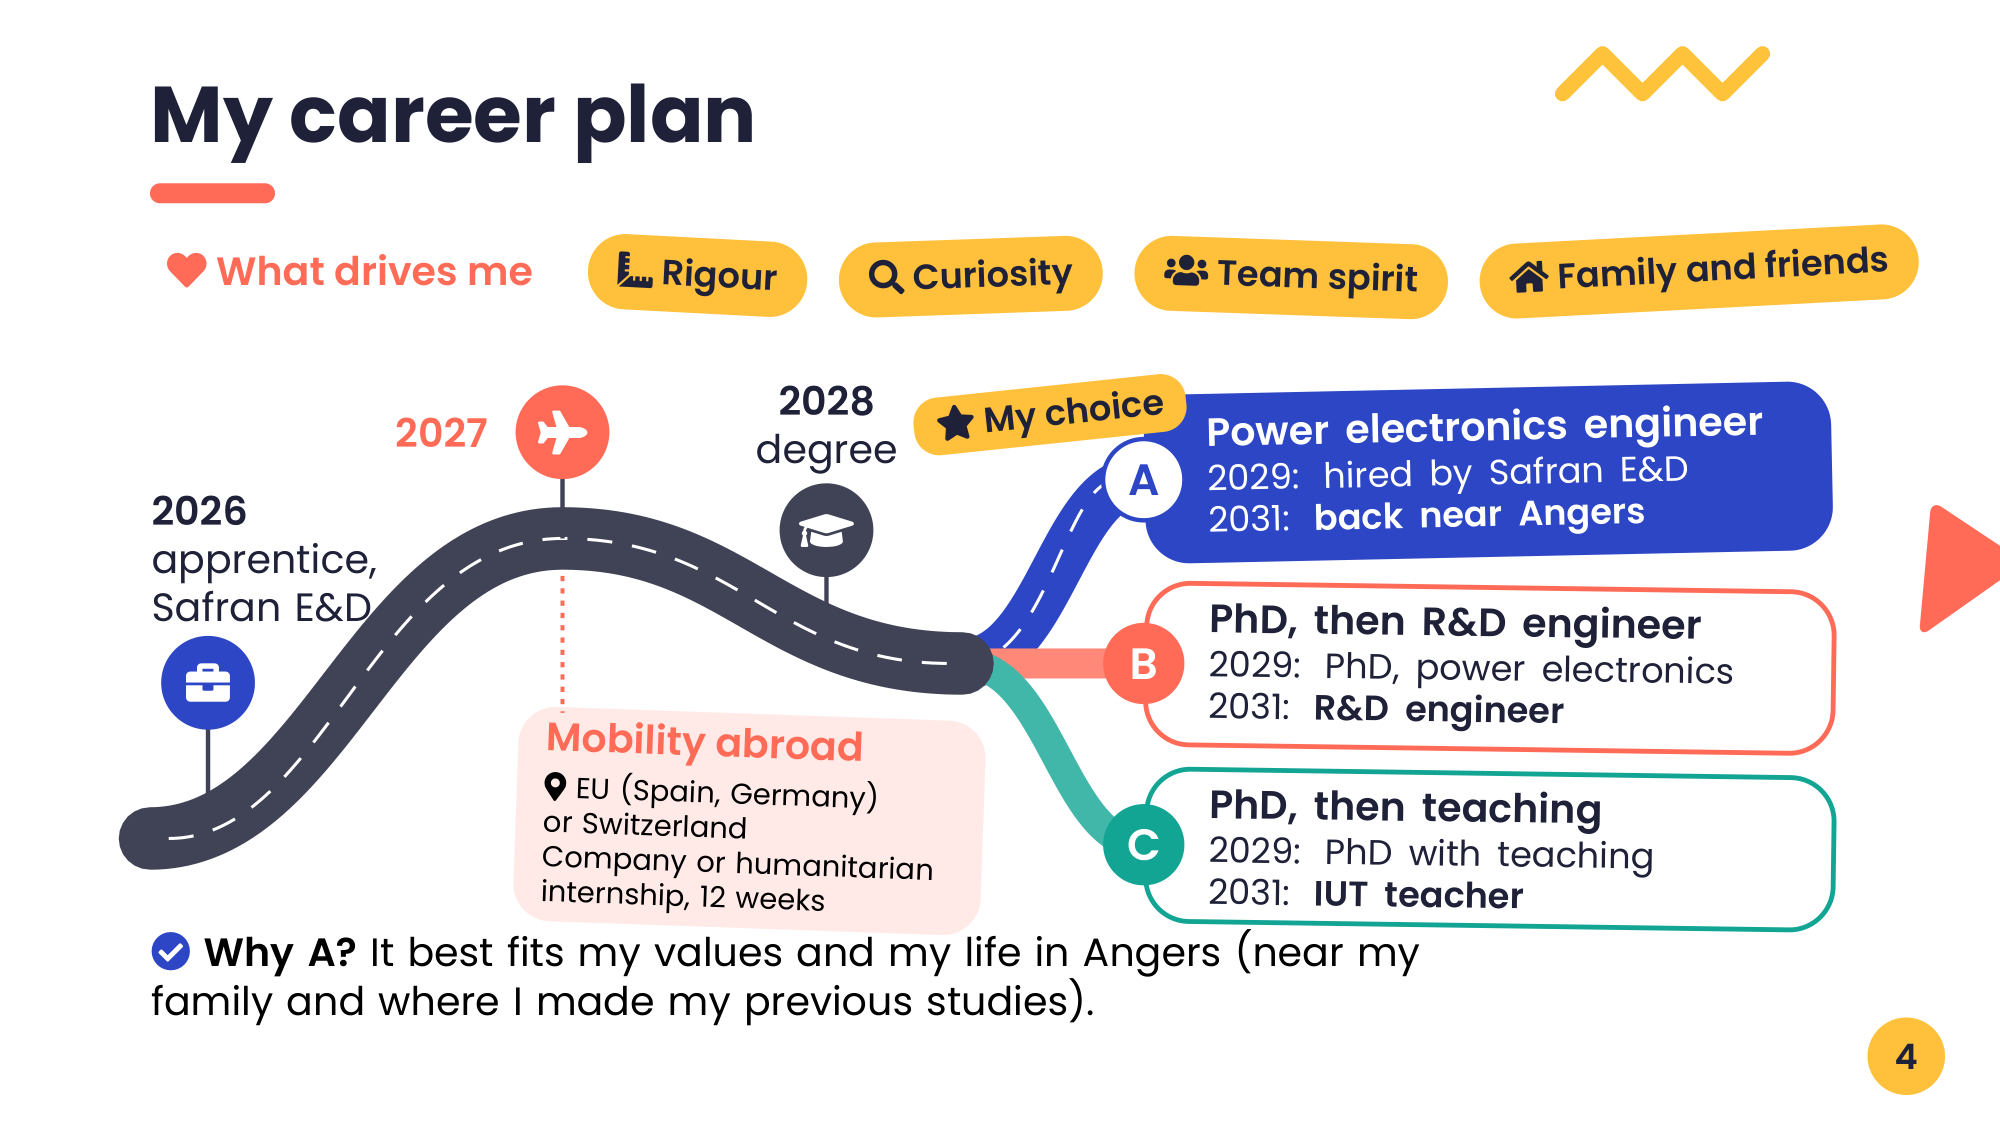 My career plan
What drives me
Rigour
Curiosity
Team spirit
Family and friends
2026
apprentice,
Safran E&D
2027
2028
degree
My choice
A
Power electronics engineer
2029: hired by Safran E&D
2031: back near Angers
B
PhD, then R&D engineer
2029: PhD, power electronics
2031: R&D engineer
C
PhD, then teaching
2029: PhD with teaching
2031: IUT teacher
Mobility abroad
EU (Spain, Germany)
or Switzerland
Company or humanitarian
internship, 12 weeks
Why A? It best fits my values and my life in Angers (near my
family and where I made my previous studies).
4